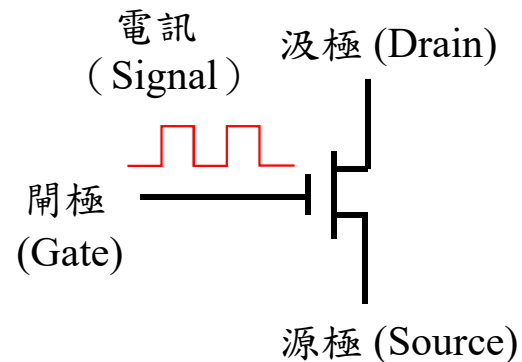 電訊
（Signal）
汲極 (Drain)
閘極
(Gate)
源極 (Source)